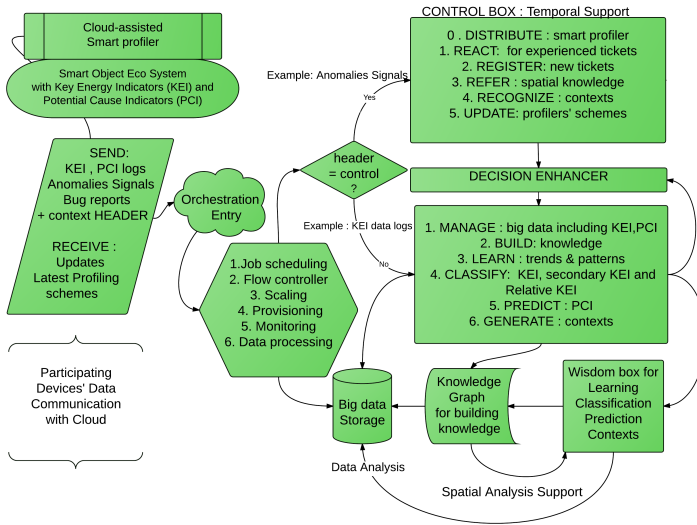 CONTROL BOX : Temporal Support
Cloud-assisted
Smart profiler
Smart Object Eco System
with Key Energy Indicators (KEI) and
Potential Cause Indicators (PCI)
SEND:
KEI , PCI logs
Anomalies Signals
Bug reports
+ context HEADER
RECEIVE :
Updates
Latest Profiling
schemes
Participating
Devices' Data
Communication
with Cloud
Orchestration
Entry
1.Job scheduling
2. Flow controller
3. Scaling
4. Provisioning
5. Monitoring
6. Data processing
Example: Anomalies Signals
Yes
header
= control
?
Example : KEI data logs
No
0 . DISTRIBUTE : smart profiler
1. REACT:  for experienced tickets
2. REGISTER: new tickets
3. REFER : spatial knowledge
4. RECOGNIZE : contexts
5. UPDATE: profilers' schemes
DECISION ENHANCER
1. MANAGE : big data including KEI,PCI
2. BUILD: knowledge
3. LEARN : trends & patterns
4. CLASSIFY:  KEI, secondary KEI and
Relative KEI
5. PREDICT : PCI
6. GENERATE : contexts
Big data
Storage
Knowledge
Graph
for building
knowledge
Wisdom box for
Learning
Classification
Prediction
Contexts
Data Analysis
Spatial Analysis Support